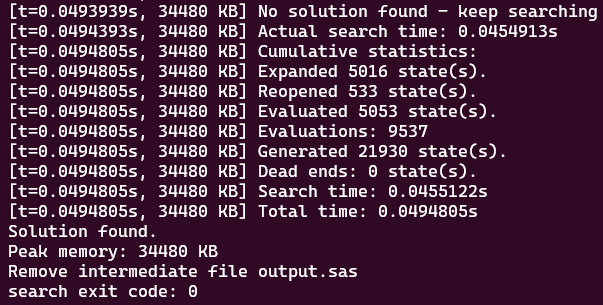 [t=0.0493939s, 34480 KB] No solution found - keep searching
[t=0.0494393s, 34480 KB] Actual search time: 0.0454913s
[t=0.0494805s, 34480 KB] Cumulative statistics:
[t=0.0494805s, 34480 KB] Expanded 5016 state(s).
[t=0.0494805s, 34480 KB] Reopened 533 state(s).
[t=0.0494805s, 34480 KB] Evaluated 5053 state(s).
[t=0.0494805s, 34480 KB] Evaluations: 9537
[t=0.0494805s, 34480 KB] Generated 21930 state(s).
[t=0.0494805s, 34480 KB] Dead ends: 0 state(s).
[t=0.0494805s, 34480 KB] Search time: 0.0455122s
[t=0.0494805s, 34480 KB] Total time: 0.0494805s
Solution found.
Peak memory: 34480 KB
Remove intermediate file output.sas
search exit code: 0